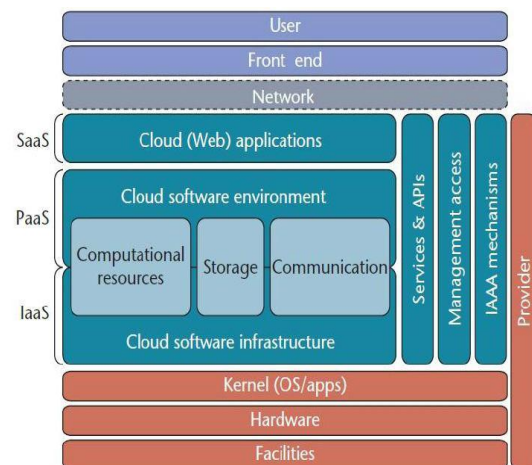 User
Front end
Network
SaaS
Cloud (Web) applications
PaaS
Cloud software environment
Computational
resources
Storage
Communication
IaaS
Cloud software infrastructure
Services & APIs
Management access
IAAA mechanisms
Provider
Kernel (OS/apps)
Hardware
Facilities